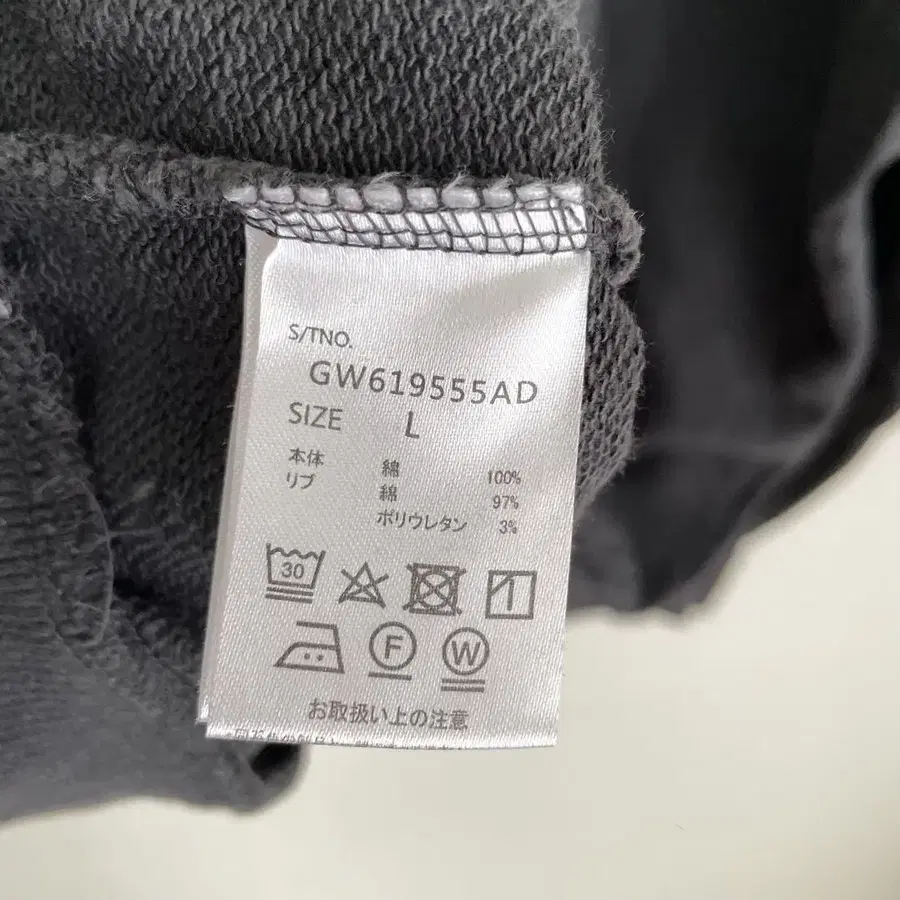 S/TNO.
GW619555AD
SIZE L
本体 綿 100%
リブ 綿 97%
ポリウレタン 3%
30
F W
お取扱い上の注意